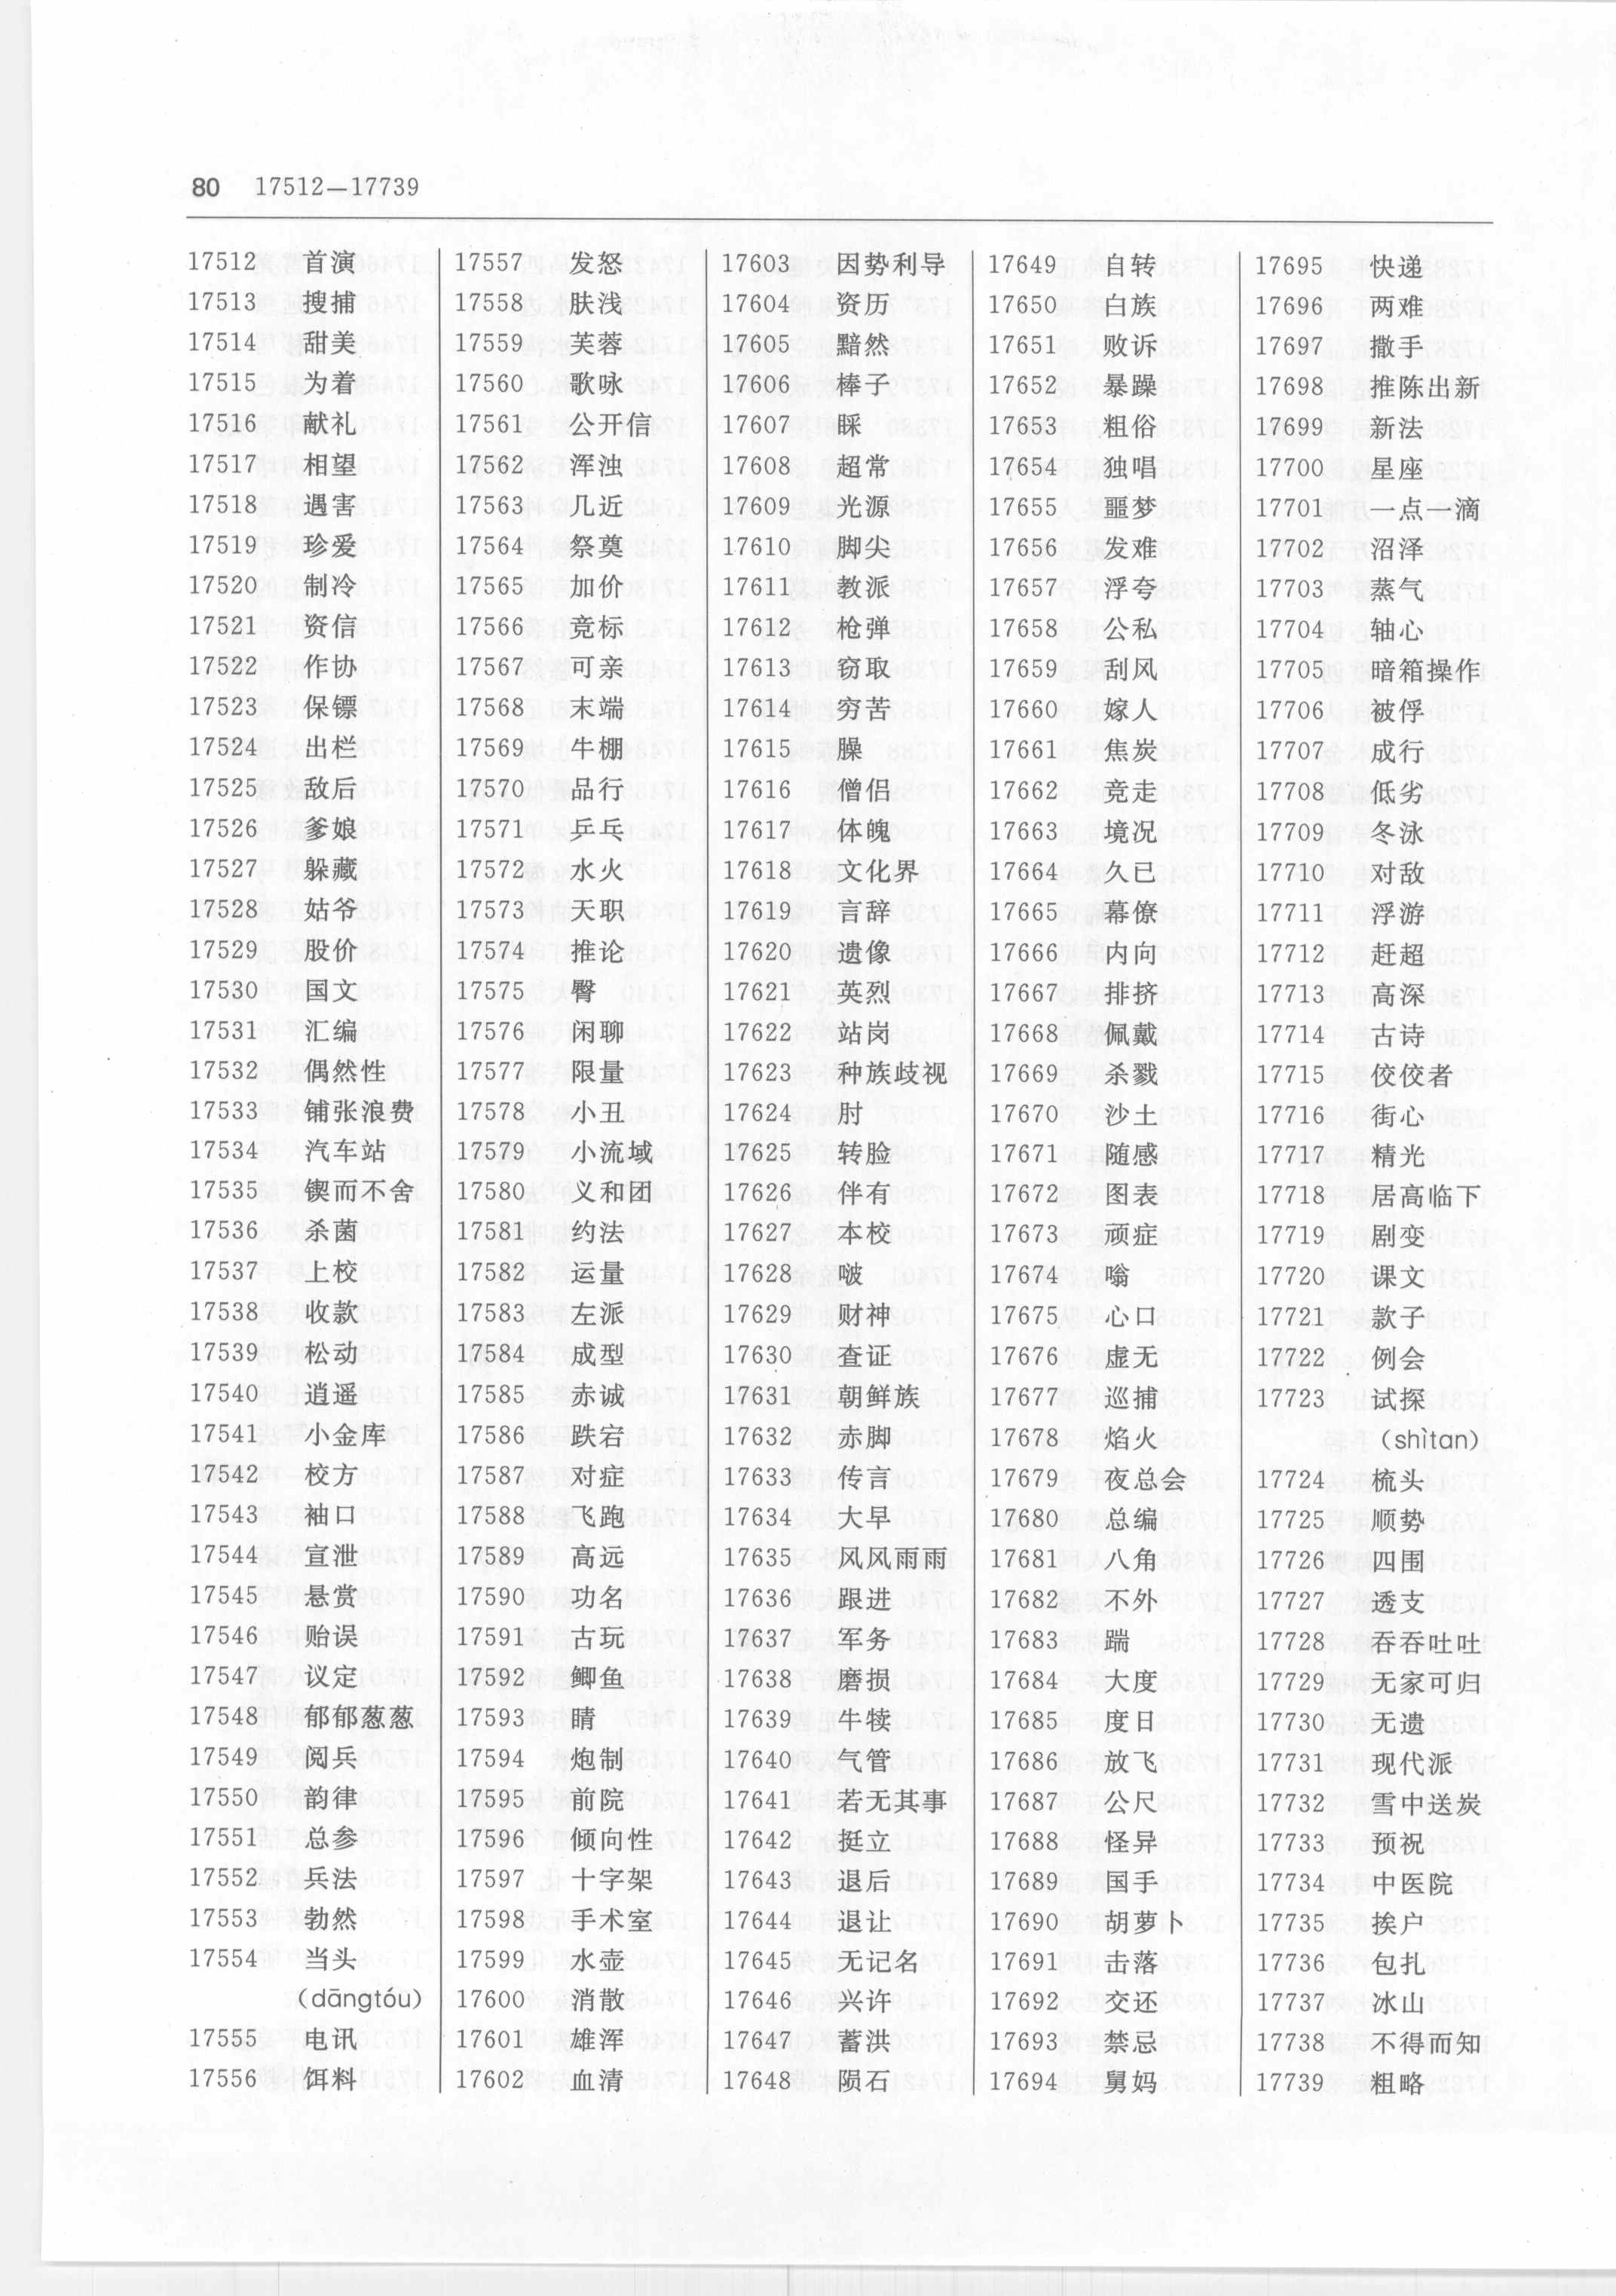 80 17512—17739
17512 首演
17513 搜捕
17514 甜美
17515 为着
17516 献礼
17517 相望
17518 遇害
17519 珍爱
17520 制冷
17521 资信
17522 作协
17523 保镖
17524 出栏
17525 敌后
17526 爹娘
17527 躲藏
17528 姑爷
17529 股价
17530 国文
17531 汇编
17532 偶然性
17533 铺张浪费
17534 汽车站
17535 锲而不舍
17536 杀菌
17537 上校
17538 收款
17539 松动
17540 逍遥
17541 小金库
17542 校方
17543 袖口
17544 宣泄
17545 悬赏
17546 贻误
17547 议定
17548 郁郁葱葱
17549 阅兵
17550 韵律
17551 总参
17552 兵法
17553 勃然
17554 当头
(dāngtóu)
17555 电讯
17556 饵料
17557 发怒
17558 肤浅
17559 芙蓉
17560 歌咏
17561 公开信
17562 浑浊
17563 几近
17564 祭奠
17565 加价
17566 竞标
17567 可亲
17568 末端
17569 牛棚
17570 品行
17571 乒乓
17572 水火
17573 天职
17574 推论
17575 臀
17576 闲聊
17577 限量
17578 小丑
17579 小流域
17580 义和团
17581 约法
17582 运量
17583 左派
17584 成型
17585 赤诚
17586 跌宕
17587 对症
17588 飞跑
17589 高远
17590 功名
17591 古玩
17592 鲫鱼
17593 睛
17594 炮制
17595 前院
17596 倾向性
17597 十字架
17598 手术室
17599 水壶
17600 消散
17601 雄浑
17602 血清
17603 因势利导
17604 资历
17605 黯然
17606 棒子
17607 睬
17608 超常
17609 光源
17610 脚尖
17611 教派
17612 枪弹
17613 窃取
17614 穷苦
17615 臊
17616 僧侣
17617 体魄
17618 文化界
17619 言辞
17620 遗像
17621 英烈
17622 站岗
17623 种族歧视
17624 肘
17625 转脸
17626 伴有
17627 本校
17628 啵
17629 财神
17630 查证
17631 朝鲜族
17632 赤脚
17633 传言
17634 大早
17635 风风雨雨
17636 跟进
17637 军务
17638 磨损
17639 牛犊
17640 气管
17641 若无其事
17642 挺立
17643 退后
17644 退让
17645 无记名
17646 兴许
17647 蓄洪
17648 陨石
17649 自转
17650 白族
17651 败诉
17652 暴躁
17653 粗俗
17654 独唱
17655 噩梦
17656 发难
17657 浮夸
17658 公私
17659 刮风
17660 嫁人
17661 焦炭
17662 竞走
17663 境况
17664 久已
17665 幕僚
17666 内向
17667 排挤
17668 佩戴
17669 杀戮
17670 沙土
17671 随感
17672 图表
17673 顽症
17674 嗡
17675 心口
17676 虚无
17677 巡捕
17678 焰火
17679 夜总会
17680 总编
17681 八角
17682 不外
17683 踹
17684 大度
17685 度日
17686 放飞
17687 公尺
17688 怪异
17689 国手
17690 胡萝卜
17691 击落
17692 交还
17693 禁忌
17694 舅妈
17695 快递
17696 两难
17697 撒手
17698 推陈出新
17699 新法
17700 星座
17701 一点一滴
17702 沼泽
17703 蒸气
17704 轴心
17705 暗箱操作
17706 被俘
17707 成行
17708 低劣
17709 冬泳
17710 对敌
17711 浮游
17712 赶超
17713 高深
17714 古诗
17715 佼佼者
17716 街心
17717 精光
17718 居高临下
17719 剧变
17720 课文
17721 款子
17722 例会
17723 试探
(shìtan)
17724 梳头
17725 顺势
17726 四围
17727 透支
17728 吞吞吐吐
17729 无家可归
17730 无遗
17731 现代派
17732 雪中送炭
17733 预祝
17734 中医院
17735 挨户
17736 包扎
17737 冰山
17738 不得而知
17739 粗略